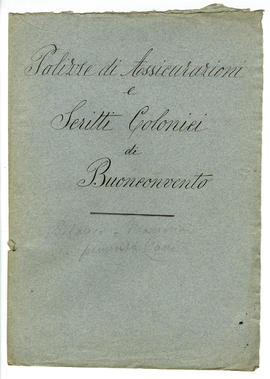 Polizze di Assicurazioni
e
Scritti Colonici
di
Buonconvento